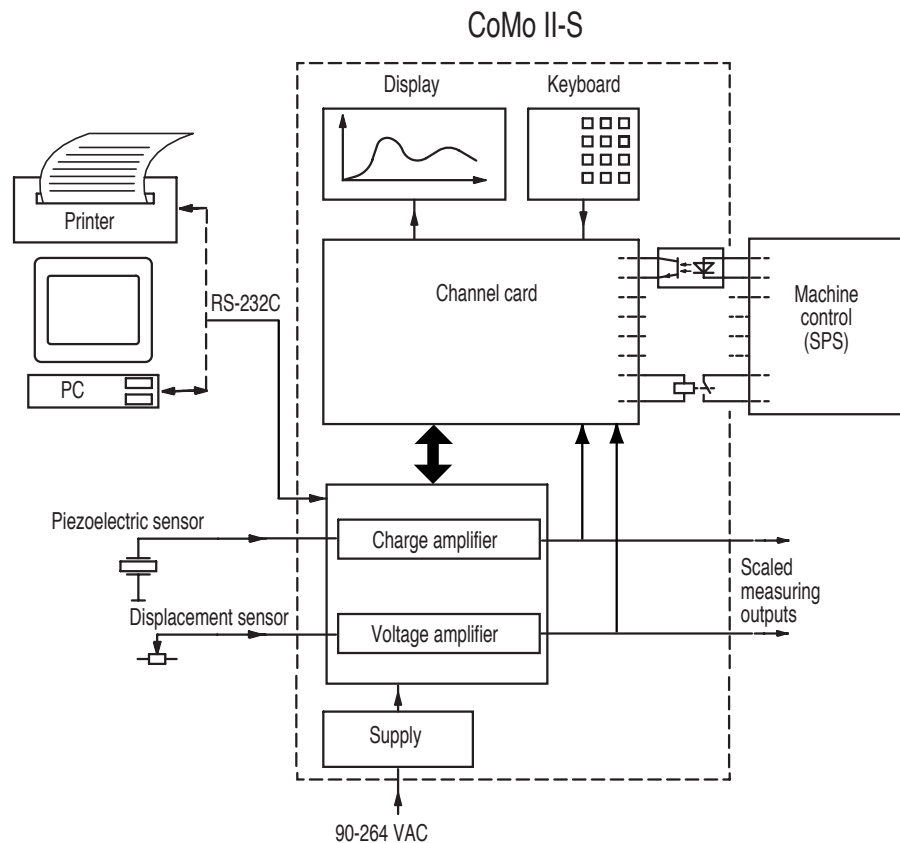 CoMo II-S
Display
Keyboard
Printer
RS-232C
PC
Channel card
Machine
control
(SPS)
Piezoelectric sensor
Charge amplifier
Displacement sensor
Voltage amplifier
Scaled
measuring
outputs
Supply
90-264 VAC